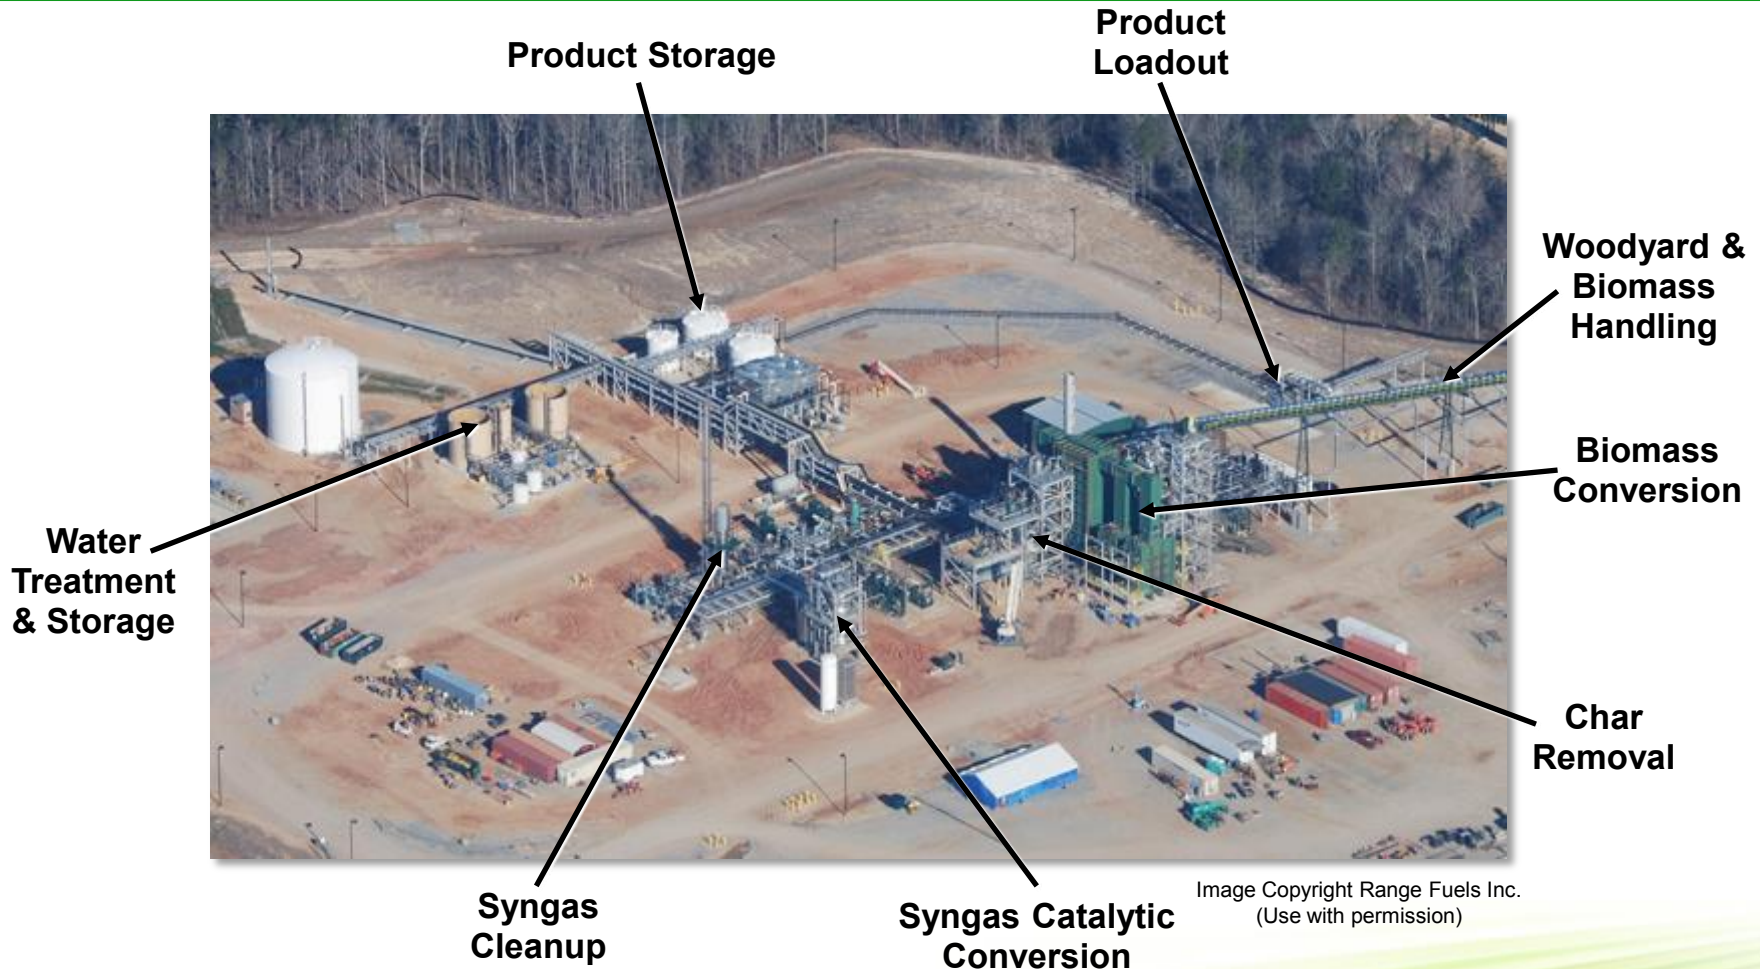 Product Storage
Product
Loadout
Woodyard &
Biomass
Handling
Biomass
Conversion
Water
Treatment
& Storage
Char
Removal
Syngas
Cleanup
Syngas Catalytic
Conversion
Image Copyright Range Fuels Inc.
(Use with permission)